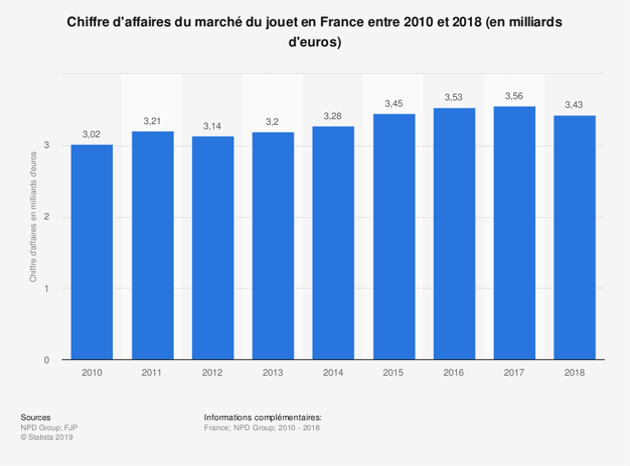 Chiffre d'affaires du marché du jouet en France entre 2010 et 2018 (en milliards
d'euros)
Chiffre d'affaires en milliards d'euros
3,02
3,21
3,14
3,2
3,28
3,45
3,53
3,56
3,43
3
2
1
0
2010
2011
2012
2013
2014
2015
2016
2017
2018
Sources
NPD Group; FJP
© Statista 2019
Informations complémentaires:
France; NPD Group; 2010 - 2018